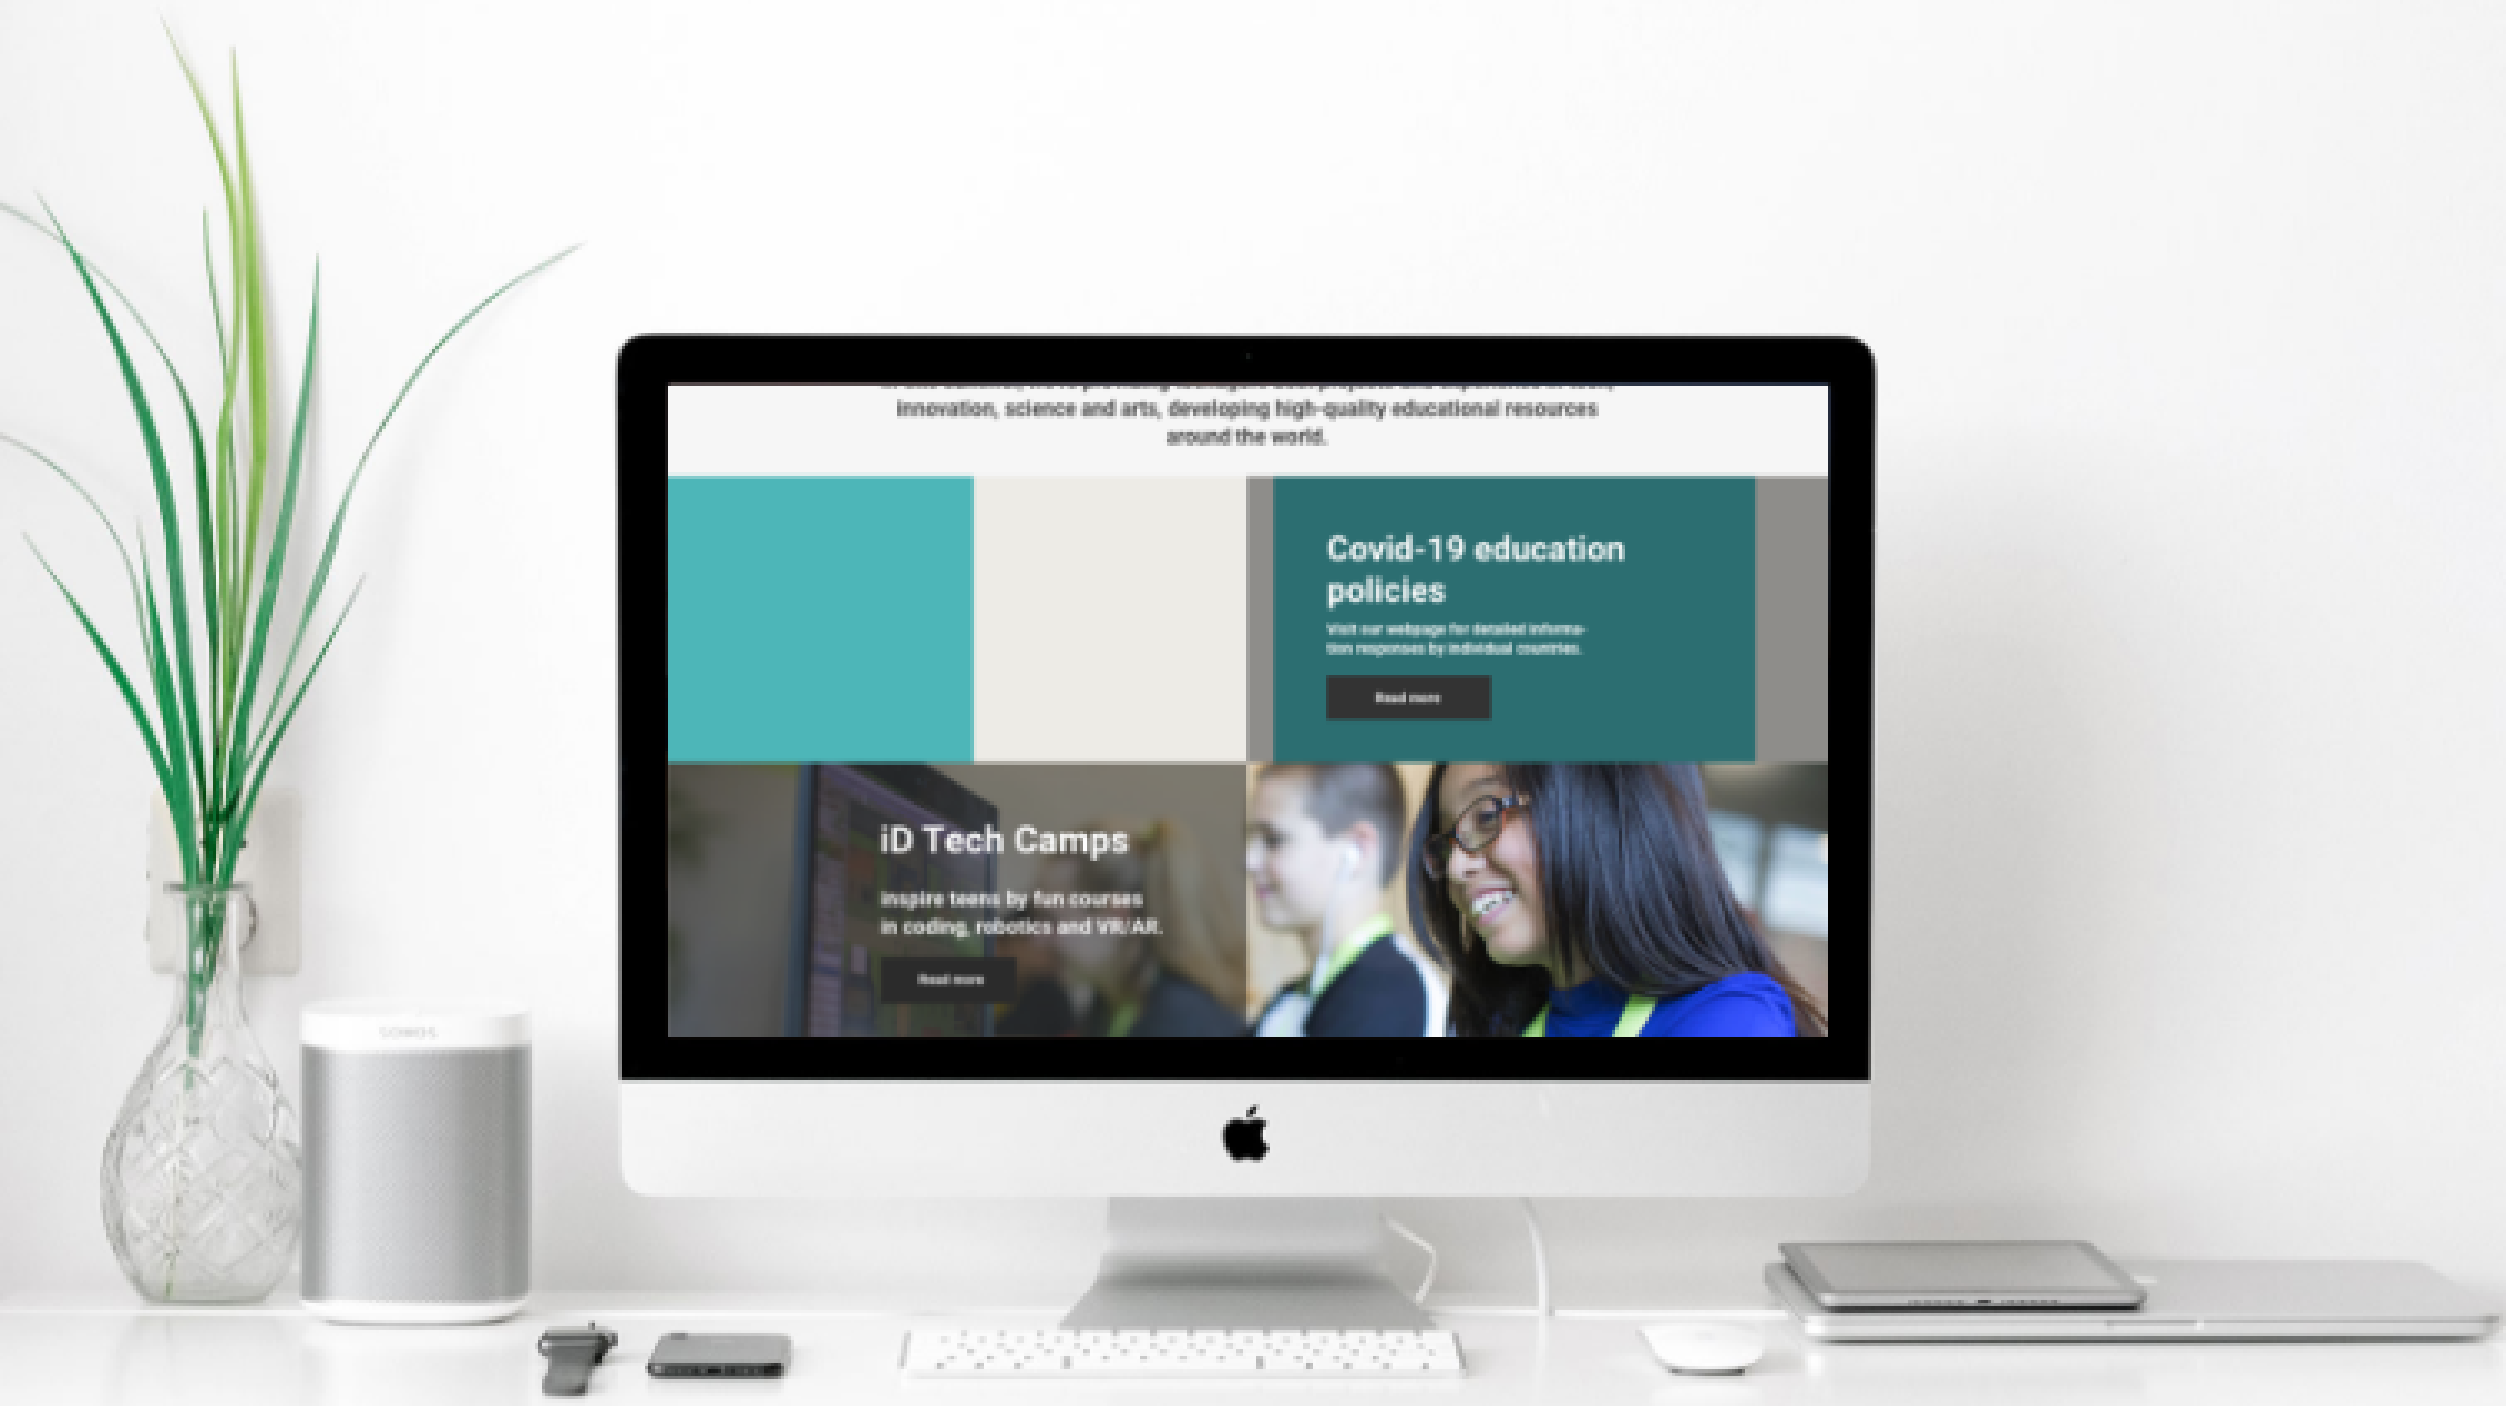 innovation, science and arts, developing high-quality educational resources
around the world.
Covid-19 education
policies
Visit our webpage for detailed informa-
tion responses by individual countries.
Read more
iD Tech Camps
Inspire teens by fun courses
in coding, robotics and VR/AR.
Read more
SONOS